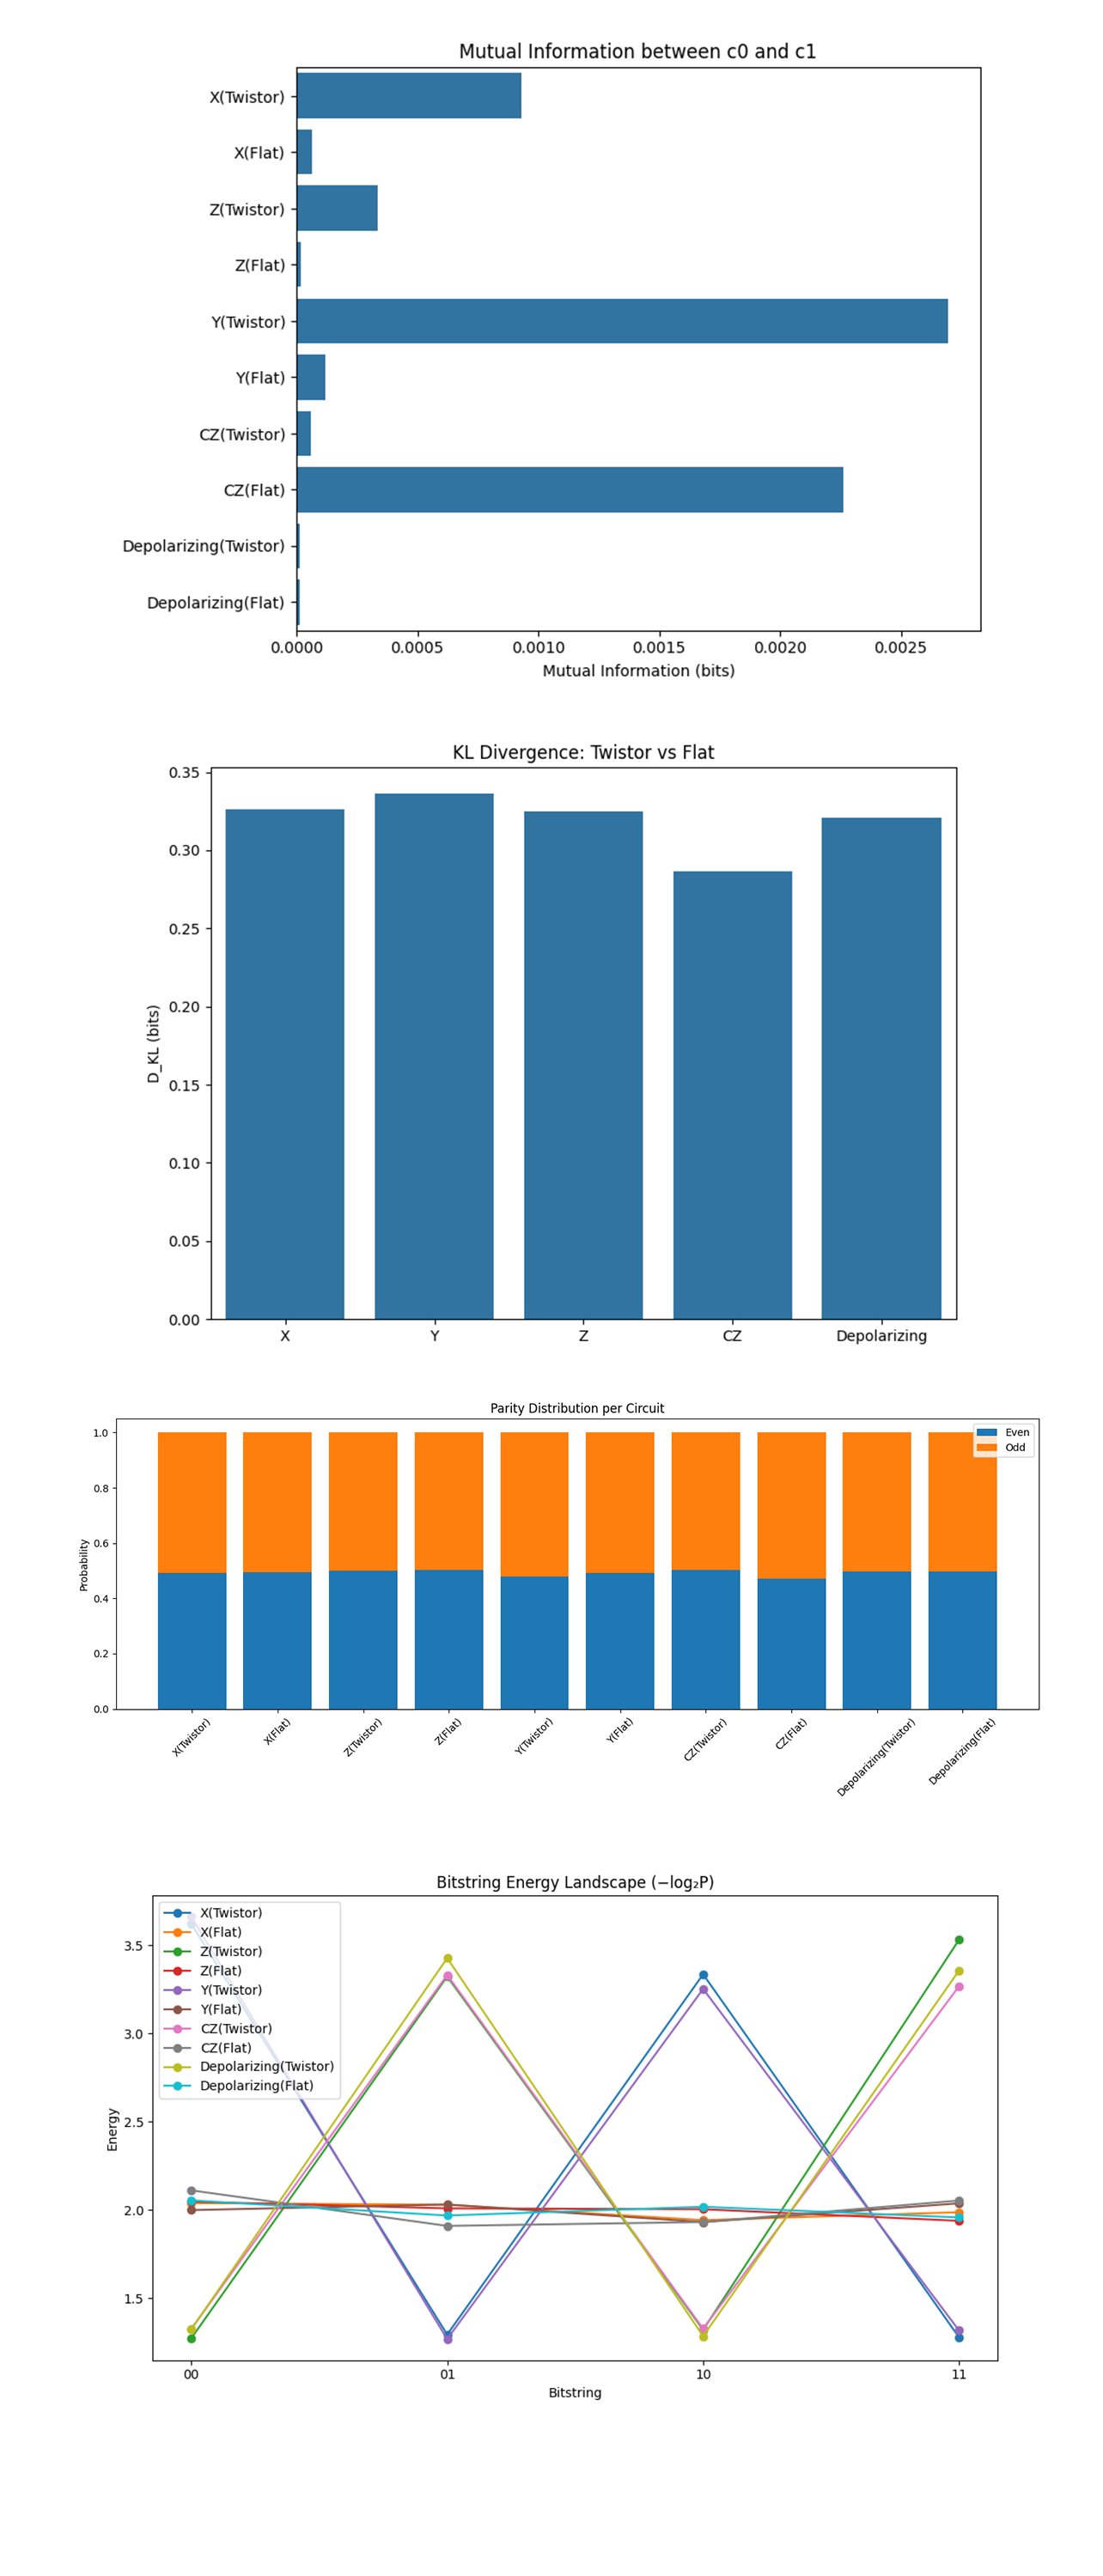 Mutual Information between c0 and c1
X(Twistor)
X(Flat)
Z(Twistor)
Z(Flat)
Y(Twistor)
Y(Flat)
CZ(Twistor)
CZ(Flat)
Depolarizing(Twistor)
Depolarizing(Flat)
0.0000 0.0005 0.0010 0.0015 0.0020 0.0025
Mutual Information (bits)
KL Divergence: Twistor vs Flat
D_KL (bits)
0.35
0.30
0.25
0.20
0.15
0.10
0.05
0.00
X Y Z CZ Depolarizing
Parity Distribution per Circuit
Probability
1.0
0.8
0.6
0.4
0.2
0.0
Even
Odd
X(Twistor) X(Flat) Z(Twistor) Z(Flat) Y(Twistor) Y(Flat) CZ(Twistor) CZ(Flat) Depolarizing(Twistor) Depolarizing(Flat)
Bitstring Energy Landscape (−log₂P)
X(Twistor)
X(Flat)
Z(Twistor)
Z(Flat)
Y(Twistor)
Y(Flat)
CZ(Twistor)
CZ(Flat)
Depolarizing(Twistor)
Depolarizing(Flat)
Energy
3.5
3.0
2.5
2.0
1.5
00 01 10 11
Bitstring